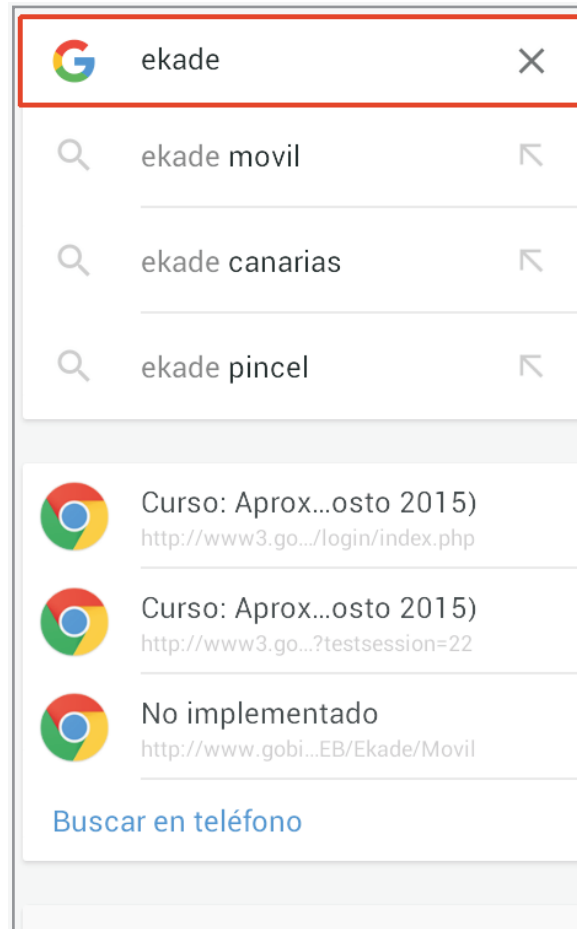 ekade
ekade movil
ekade canarias
ekade pincel
Curso: Aprox...osto 2015)
http://www3.go.../login/index.php
Curso: Aprox...osto 2015)
http://www3.go...?testsession=22
No implementado
http://www.gobi...EB/Ekade/Movil
Buscar en teléfono